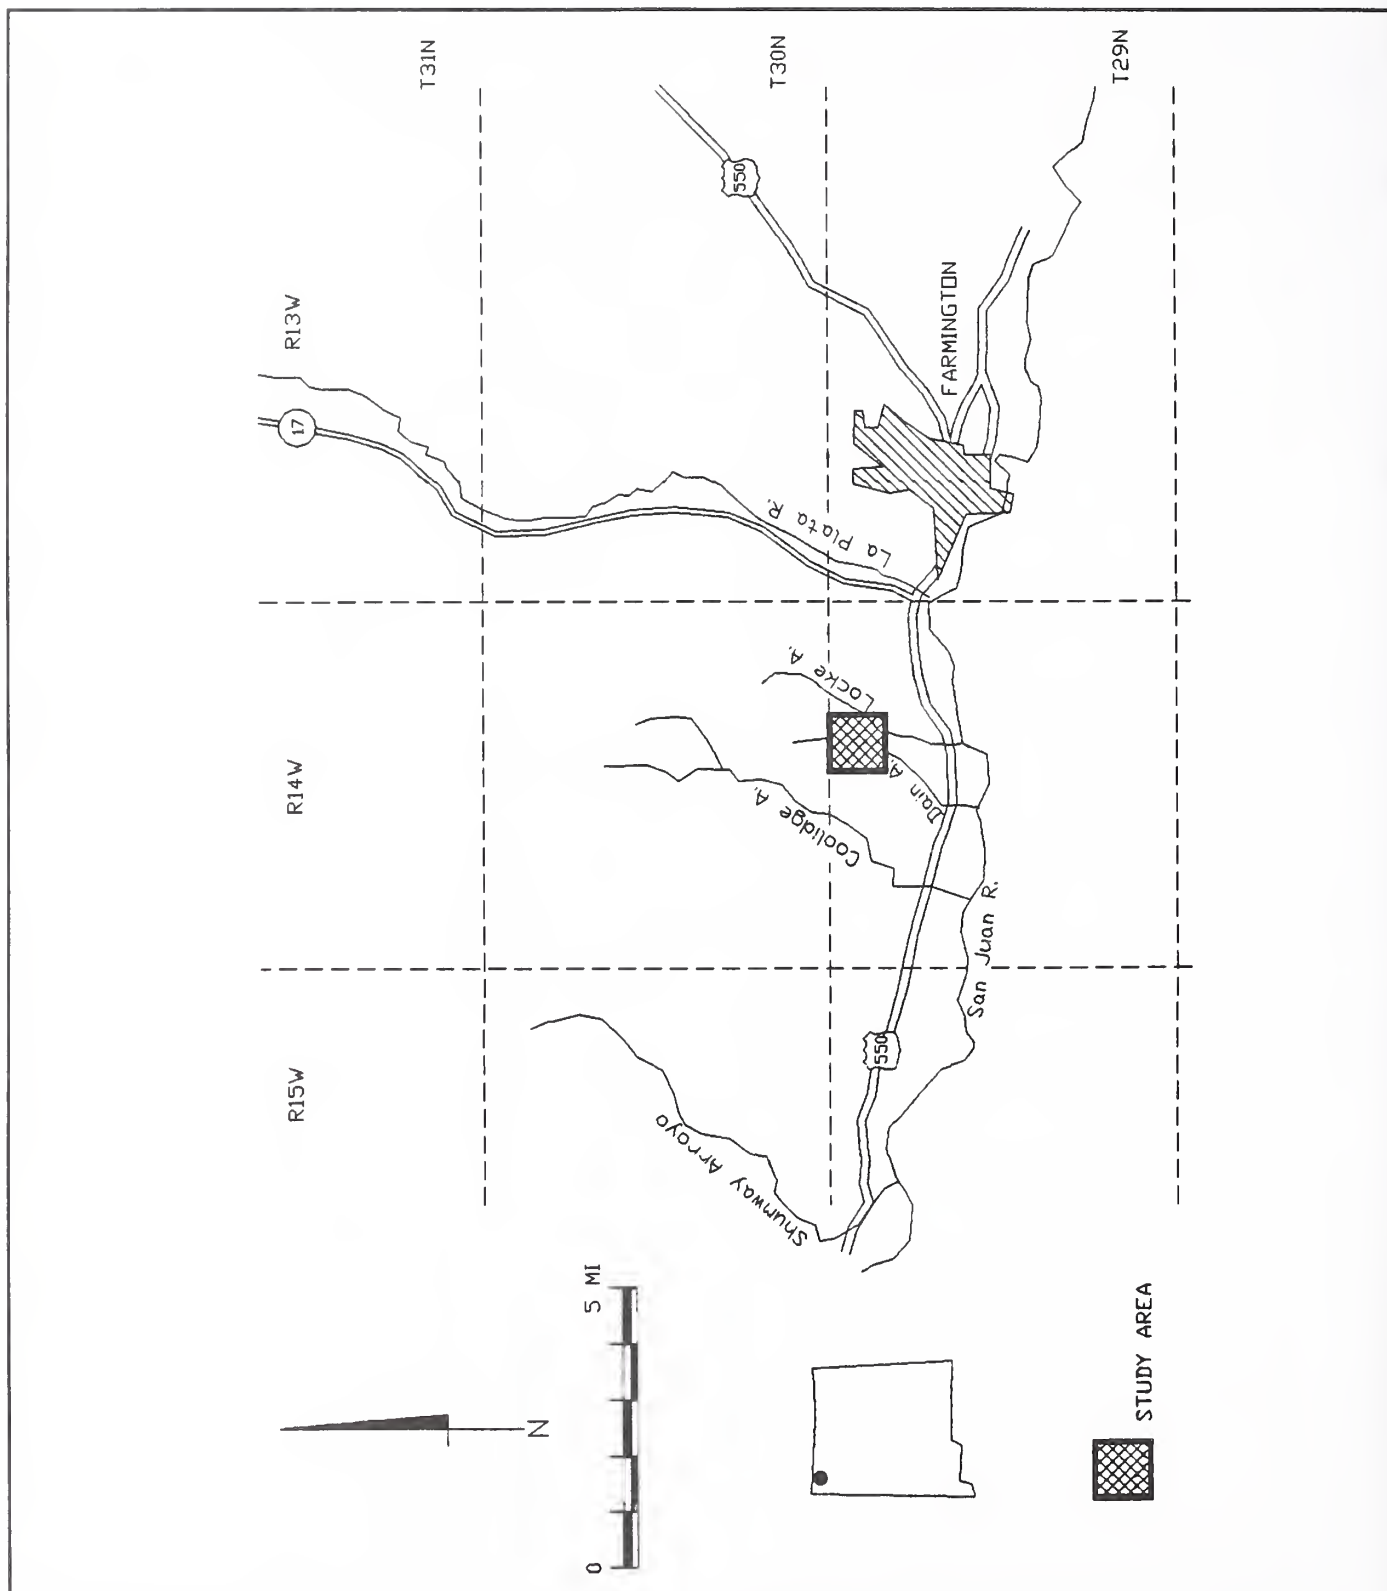 R15W
R14W
R13W
T31N
T30N
T29N
17
550
550
FARMINGTON
La Plata R.
Locke A.
Dain A.
Coolidge A.
San Juan R.
Shumway Arroyo
N
0 5 MI
STUDY AREA